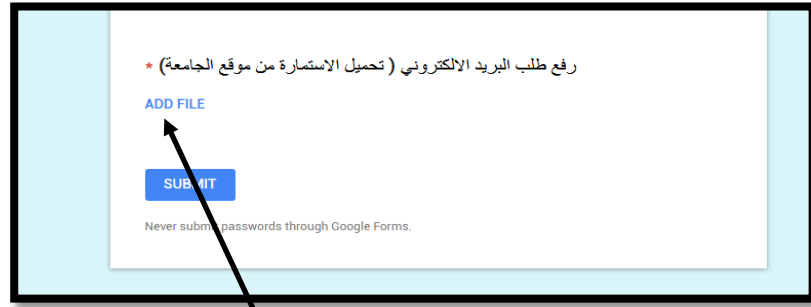 رفع طلب البريد الالكتروني ( تحميل الاستمارة من موقع الجامعة) *
ADD FILE
SUBMIT
Never submit passwords through Google Forms.